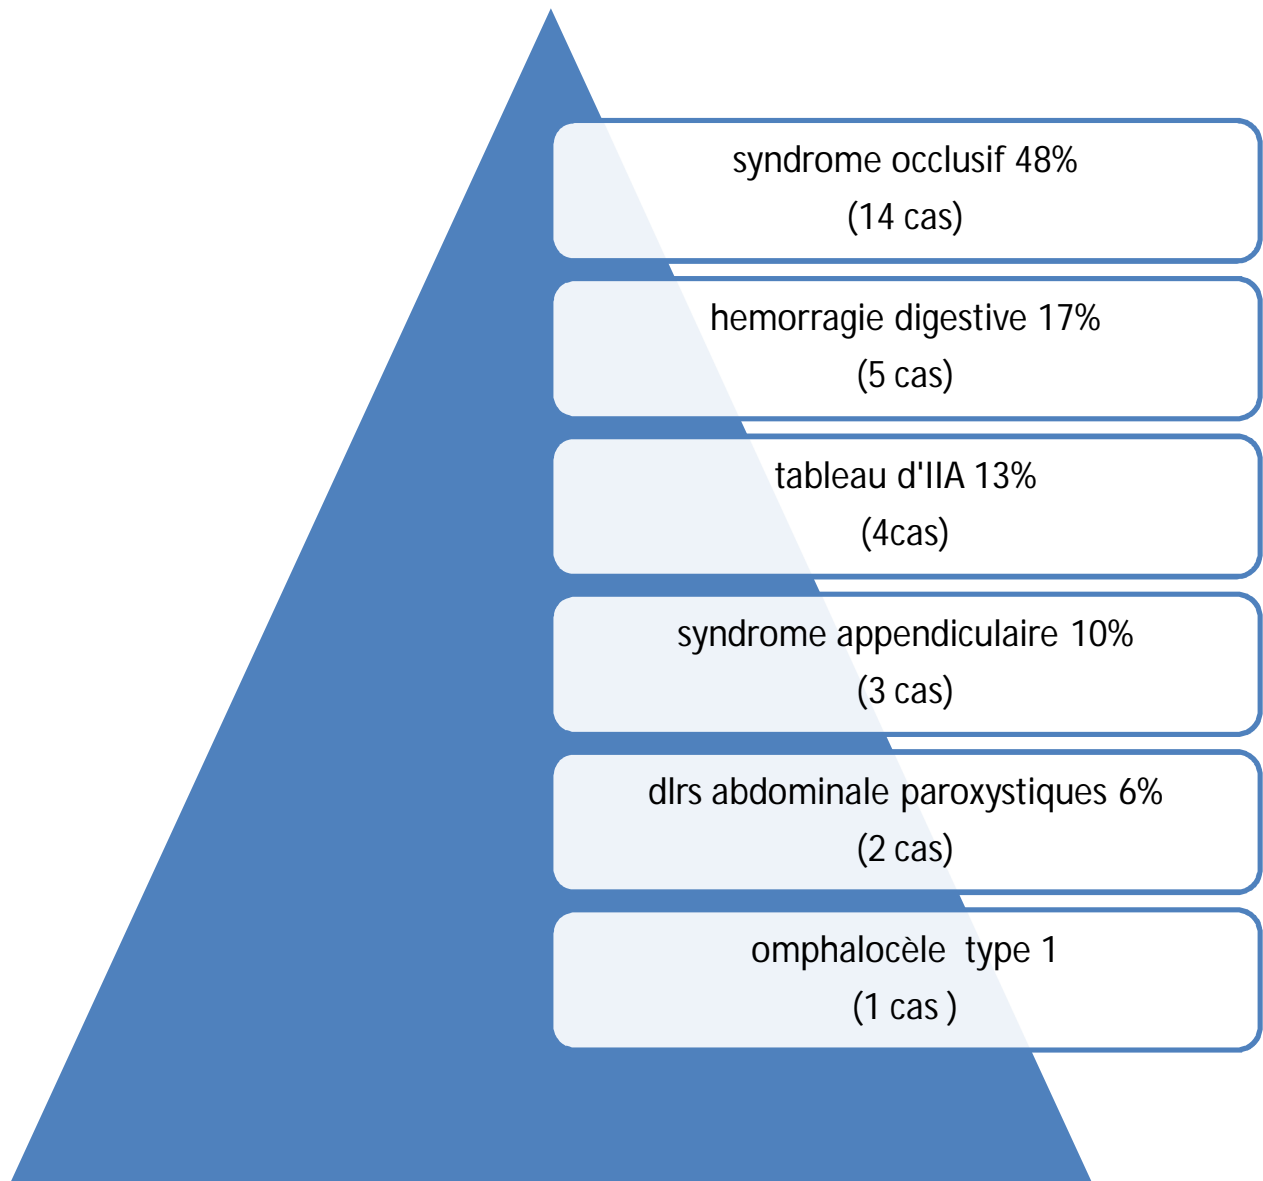 syndrome occlusif 48%
(14 cas)
hemorragie digestive 17%
(5 cas)
tableau d'IIA 13%
(4cas)
syndrome appendiculaire 10%
(3 cas)
dlrs abdominale paroxystiques 6%
(2 cas)
omphalocèle type 1
(1 cas )